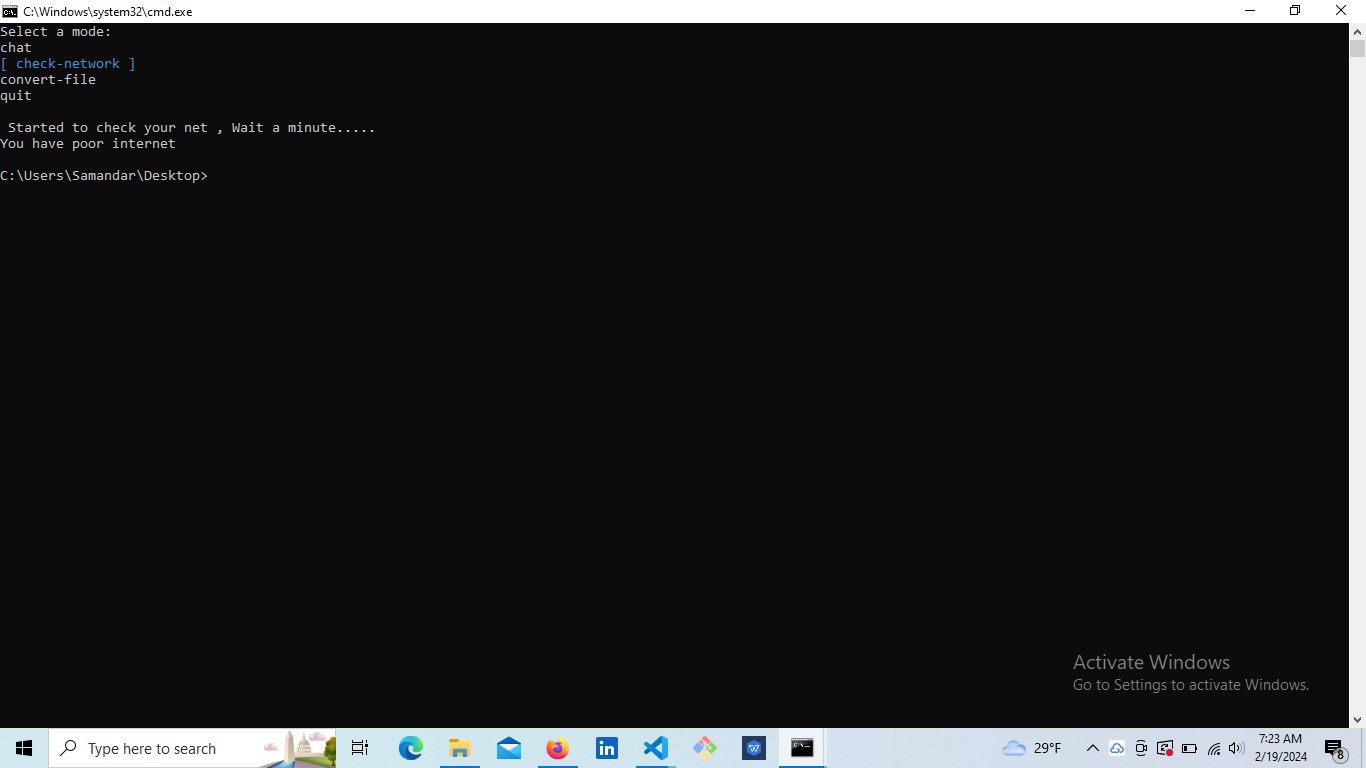 C:\Windows\system32\cmd.exe
Select a mode:
chat
[ check-network ]
convert-file
quit
Started to check your net , Wait a minute.....
You have poor internet
C:\Users\Samandar\Desktop>
Activate Windows
Go to Settings to activate Windows.
Type here to search
29°F
7:23 AM
2/19/2024
8